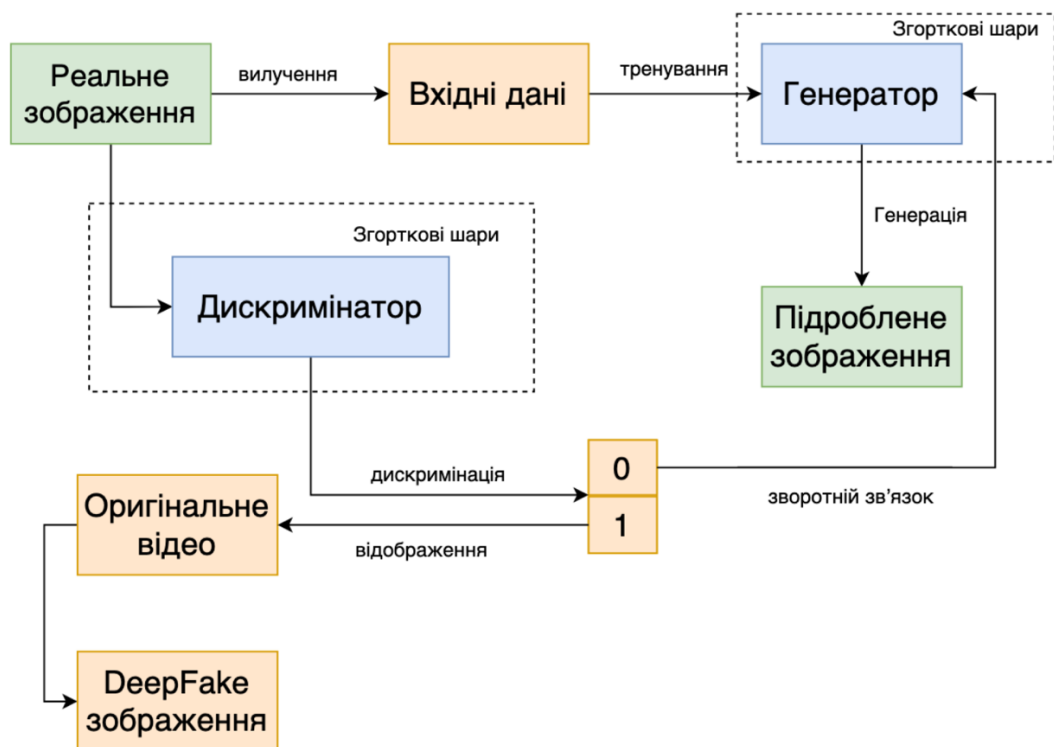 Згорткові шари
Реальне
зображення
вилучення
Вхідні дані
тренування
Генератор
Генерація
Згорткові шари
Дискримінатор
Підроблене
зображення
дискримінація
0
1
зворотній зв'язок
Оригінальне
відео
відображення
DeepFake
зображення